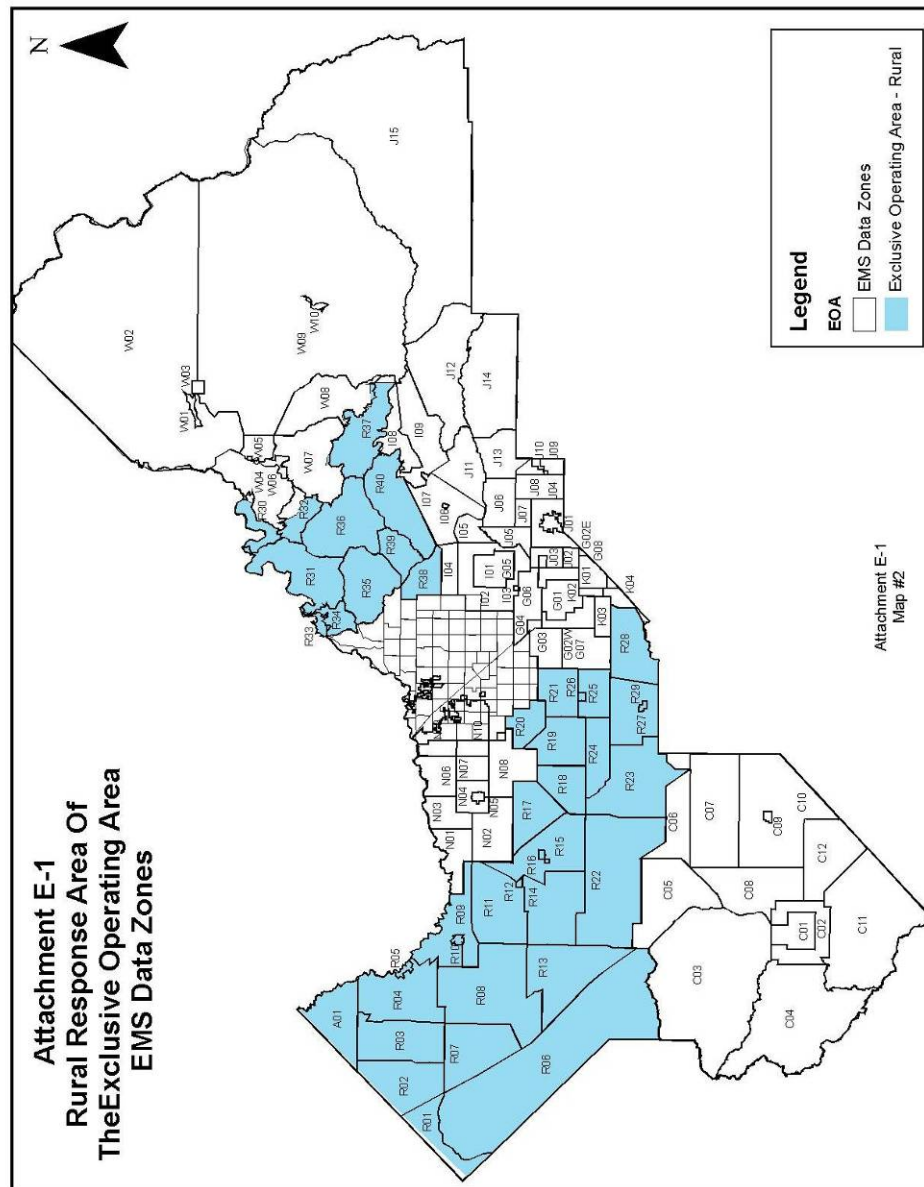 Attachment E-1
Rural Response Area Of
TheExclusive Operating Area
EMS Data Zones
N
W02
J15
W03
W01
W10
W09
W05
W04
W06
W08
W07
R30
R32
R37
R31
R36
R40
R33
R34
R35
R39
R38
I08
I09
J12
J14
I07
I06
J11
J13
I05
I04
J06
J10
J09
J08
J04
J07
J05
J01
I01
I02
I03
G05
G06
J03
J02
G02E
G08
G04
G01
K02
K01
K04
K03
G03
G02W
G07
R28
R21
R26
R25
R29
R27
R20
R19
R24
R18
R23
N10
N06
N07
N08
N03
N04
N05
N01
N02
R17
R16
R15
R22
R12
R14
R11
R09
R10
R05
R13
R08
A01
R04
R03
R02
R07
R01
R06
C06
C07
C10
C09
C05
C08
C12
C03
C01
C02
C11
C04
Legend
EOA
EMS Data Zones
Exclusive Operating Area - Rural
Attachment E-1
Map #2